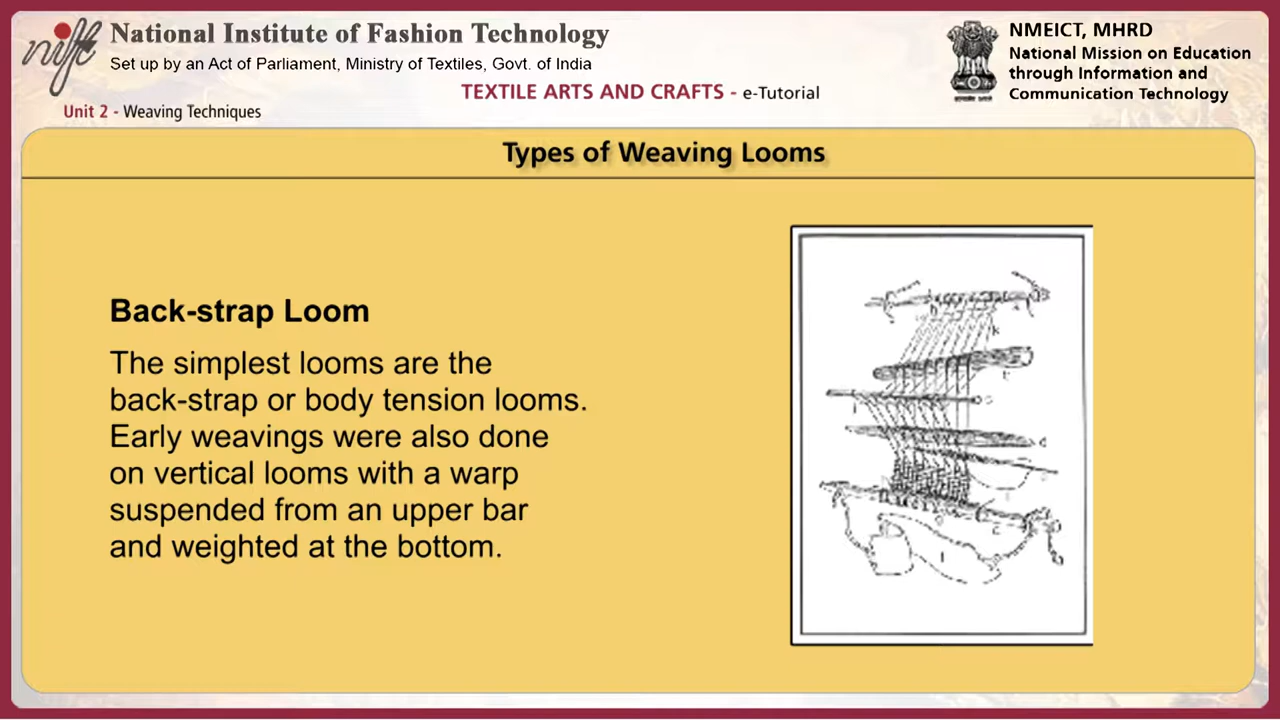 nift
National Institute of Fashion Technology
Set up by an Act of Parliament, Ministry of Textiles, Govt. of India
NMEICT, MHRD
National Mission on Education
through Information and
Communication Technology
TEXTILE ARTS AND CRAFTS - e-Tutorial
Unit 2 - Weaving Techniques
Types of Weaving Looms
Back-strap Loom
The simplest looms are the
back-strap or body tension looms.
Early weavings were also done
on vertical looms with a warp
suspended from an upper bar
and weighted at the bottom.